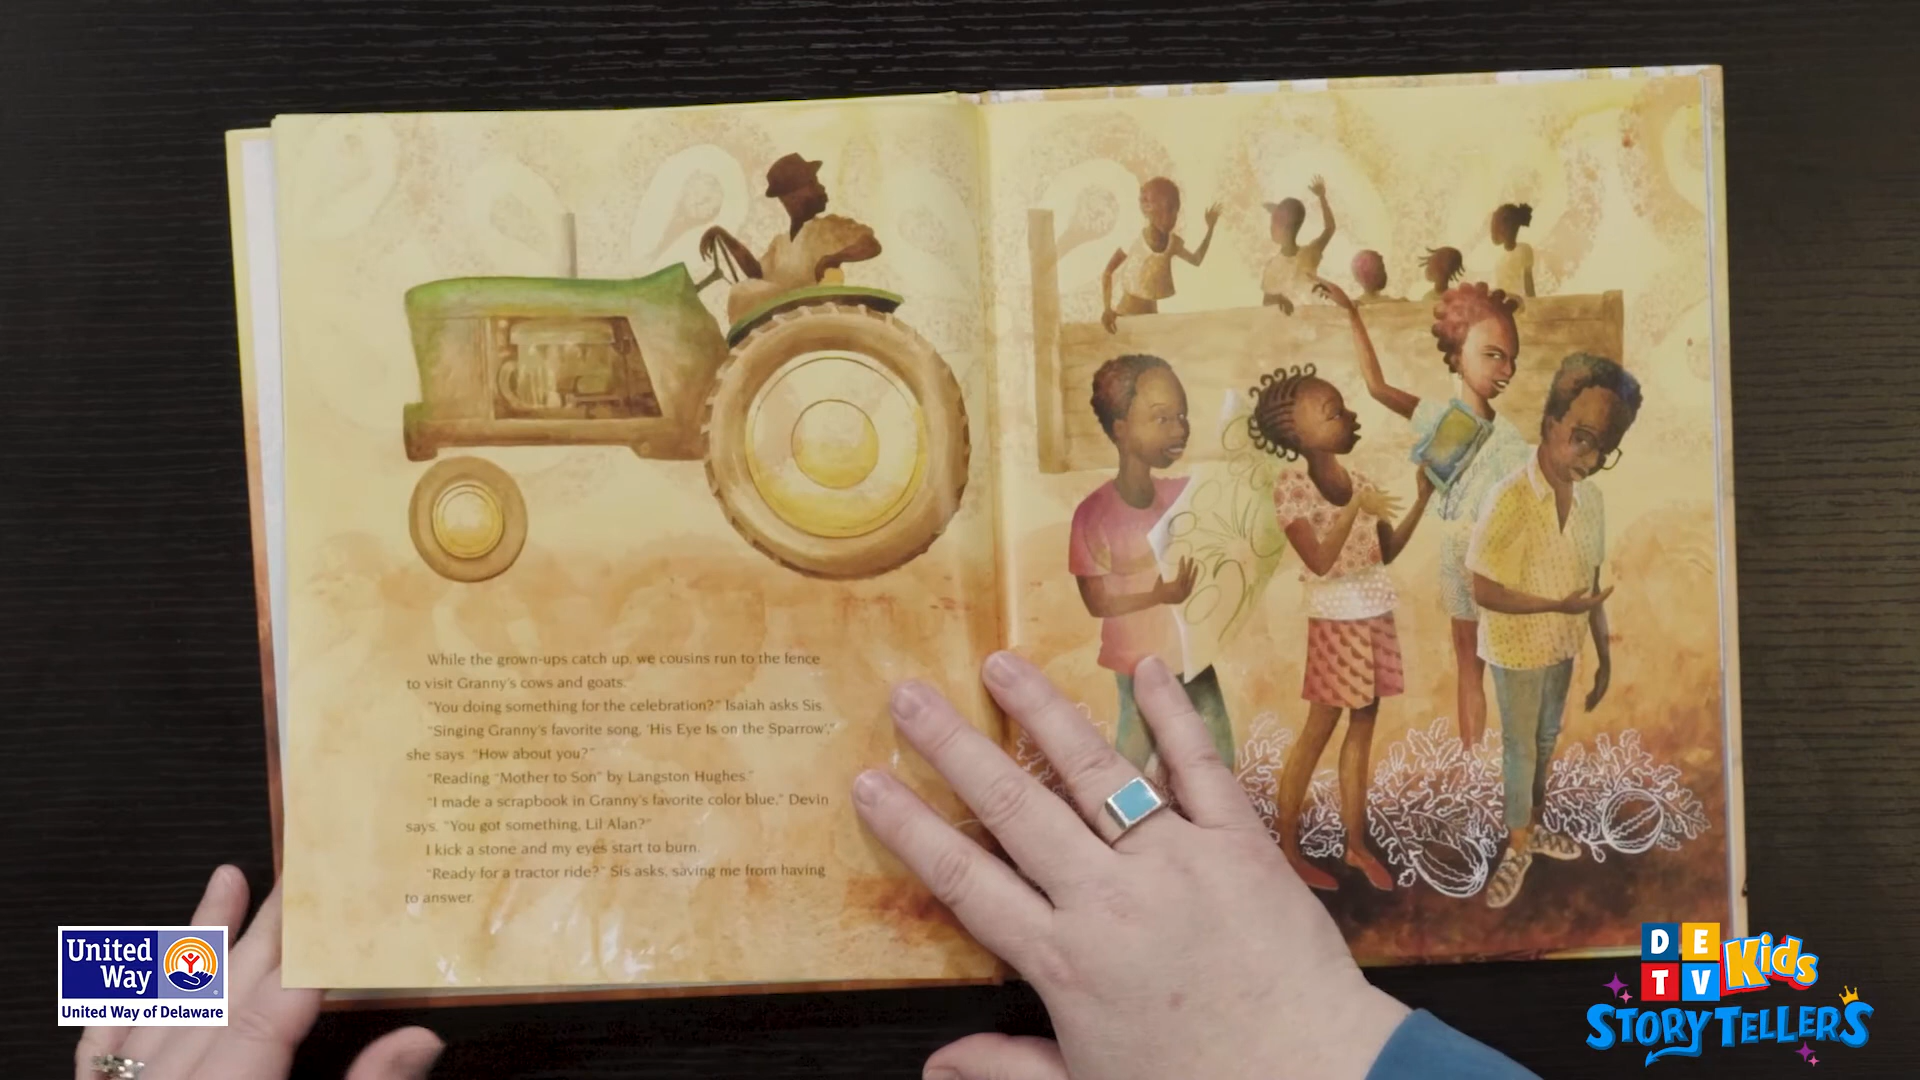 While the grown-ups catch up, we cousins run to the fence
to visit Granny's cows and goats.
"You doing something for the celebration?" Isaiah asks Sis.
"Singing Granny's favorite song, 'His Eye Is on the Sparrow',"
she says. "How about you?"
"Reading "Mother to Son" by Langston Hughes."
"I made a scrapbook in Granny's favorite color blue," Devin
says. "You got something, Lil Alan?"
I kick a stone and my eyes start to burn.
"Ready for a tractor ride?" Sis asks, saving me from having
to answer.
United
Way
United Way of Delaware
DE
TV Kids
STORYTELLERS